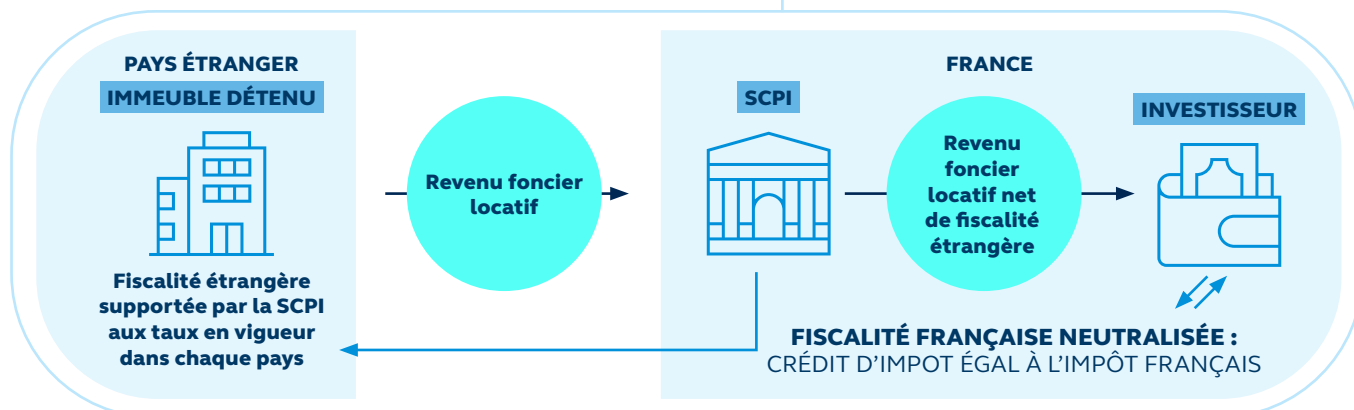 PAYS ÉTRANGER
IMMEUBLE DÉTENU
Fiscalité étrangère
supportée par la SCPI
aux taux en vigueur
dans chaque pays
Revenu foncier
locatif
FRANCE
SCPI
Revenu
foncier
locatif net
de fiscalité
étrangère
INVESTISSEUR
FISCALITÉ FRANÇAISE NEUTRALISÉE :
CRÉDIT D’IMPOT ÉGAL À L’IMPÔT FRANÇAIS